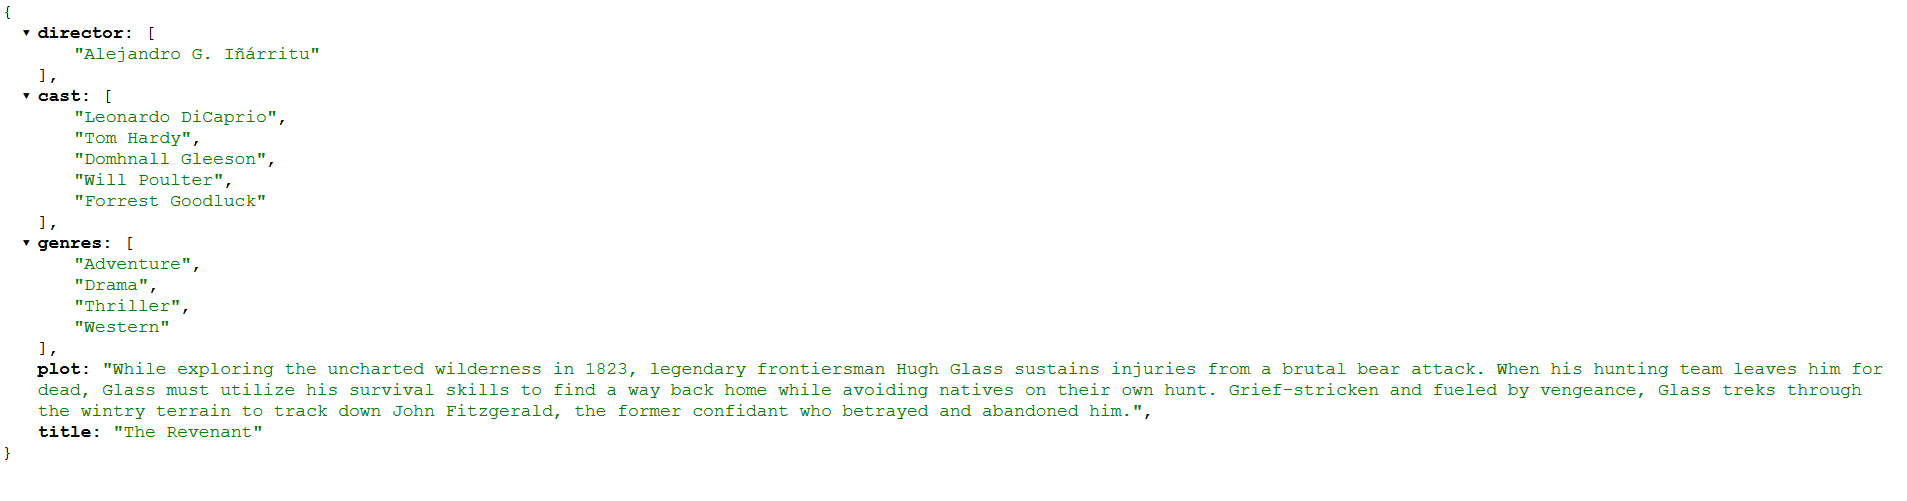 {
director: [
"Alejandro G. Iñárritu"
],
cast: [
"Leonardo DiCaprio",
"Tom Hardy",
"Domhnall Gleeson",
"Will Poulter",
"Forrest Goodluck"
],
genres: [
"Adventure",
"Drama",
"Thriller",
"Western"
],
plot: "While exploring the uncharted wilderness in 1823, legendary frontiersman Hugh Glass sustains injuries from a brutal bear attack. When his hunting team leaves him for
dead, Glass must utilize his survival skills to find a way back home while avoiding natives on their own hunt. Grief-stricken and fueled by vengeance, Glass treks through
the wintry terrain to track down John Fitzgerald, the former confidant who betrayed and abandoned him.",
title: "The Revenant"
}